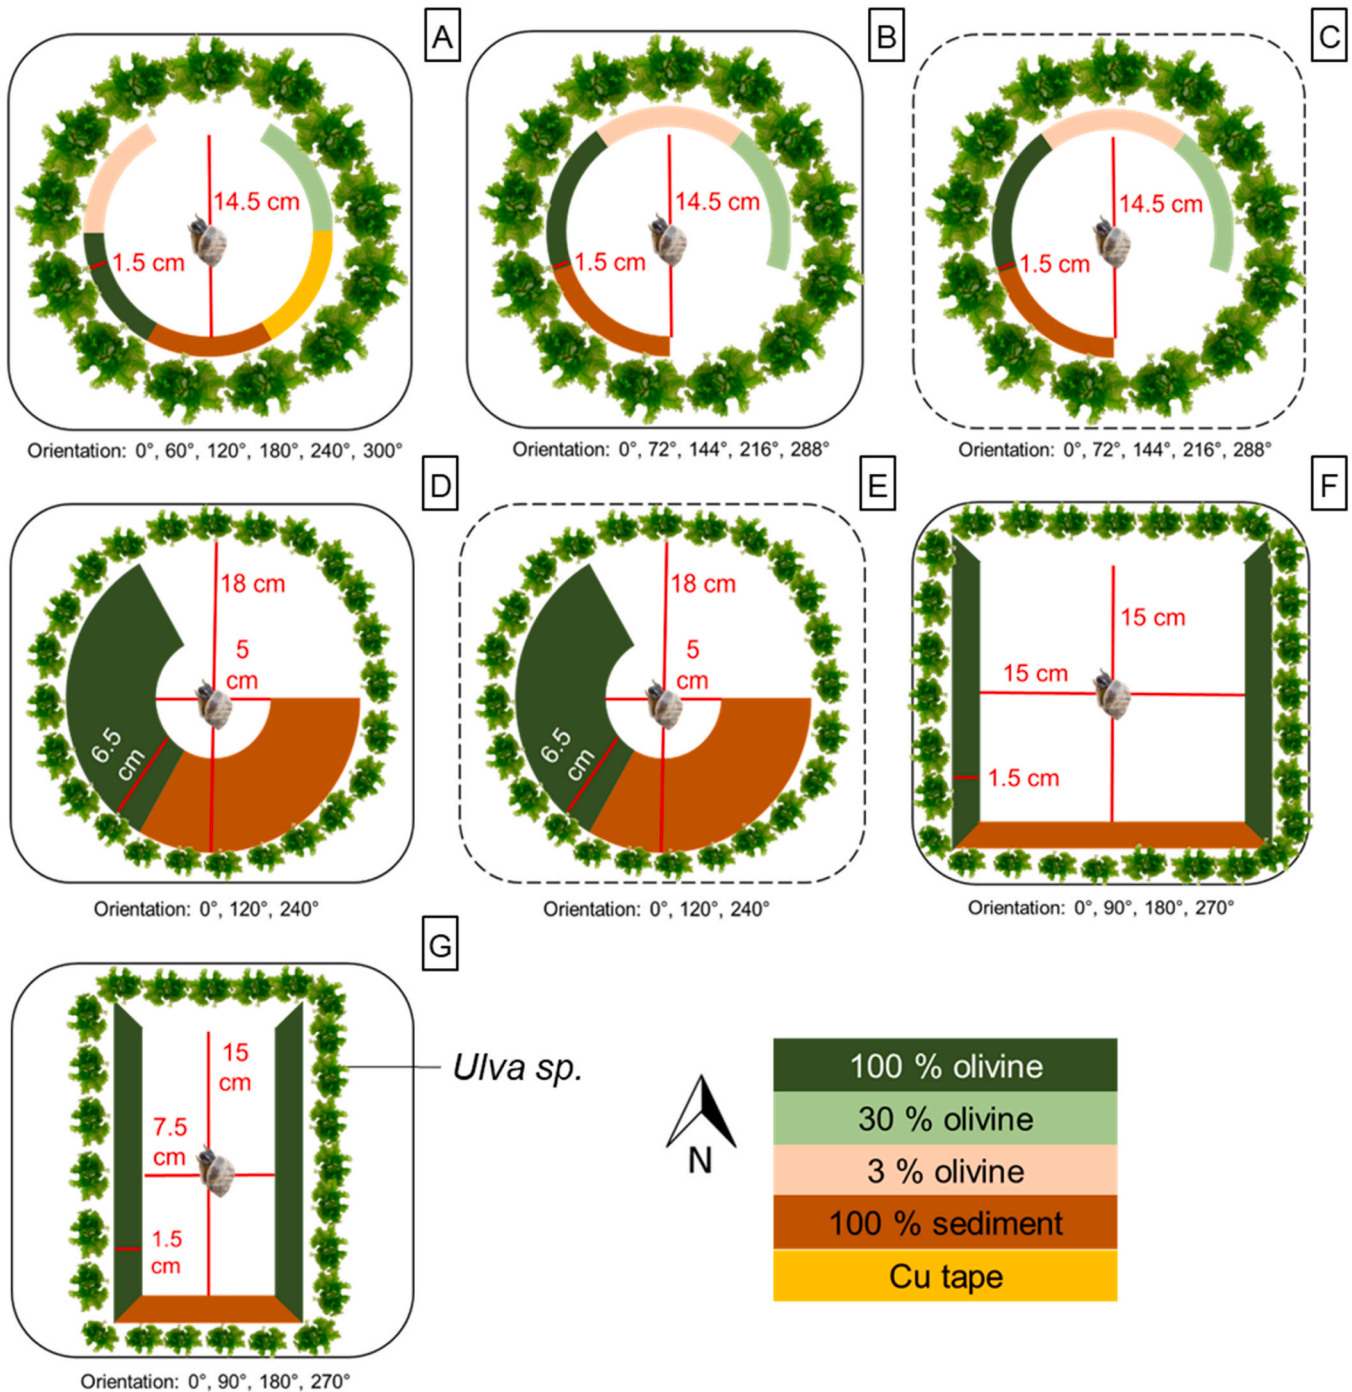 A
B
C
14.5 cm
1.5 cm
14.5 cm
1.5 cm
14.5 cm
1.5 cm
Orientation: 0°, 60°, 120°, 180°, 240°, 300°
Orientation: 0°, 72°, 144°, 216°, 288°
Orientation: 0°, 72°, 144°, 216°, 288°
D
E
F
18 cm
5
cm
6.5
cm
18 cm
5
cm
6.5
cm
15 cm
15 cm
1.5 cm
Orientation: 0°, 120°, 240°
Orientation: 0°, 120°, 240°
Orientation: 0°, 90°, 180°, 270°
G
15
cm
7.5
cm
1.5
cm
Ulva sp.
Orientation: 0°, 90°, 180°, 270°
N
100 % olivine
30 % olivine
3 % olivine
100 % sediment
Cu tape